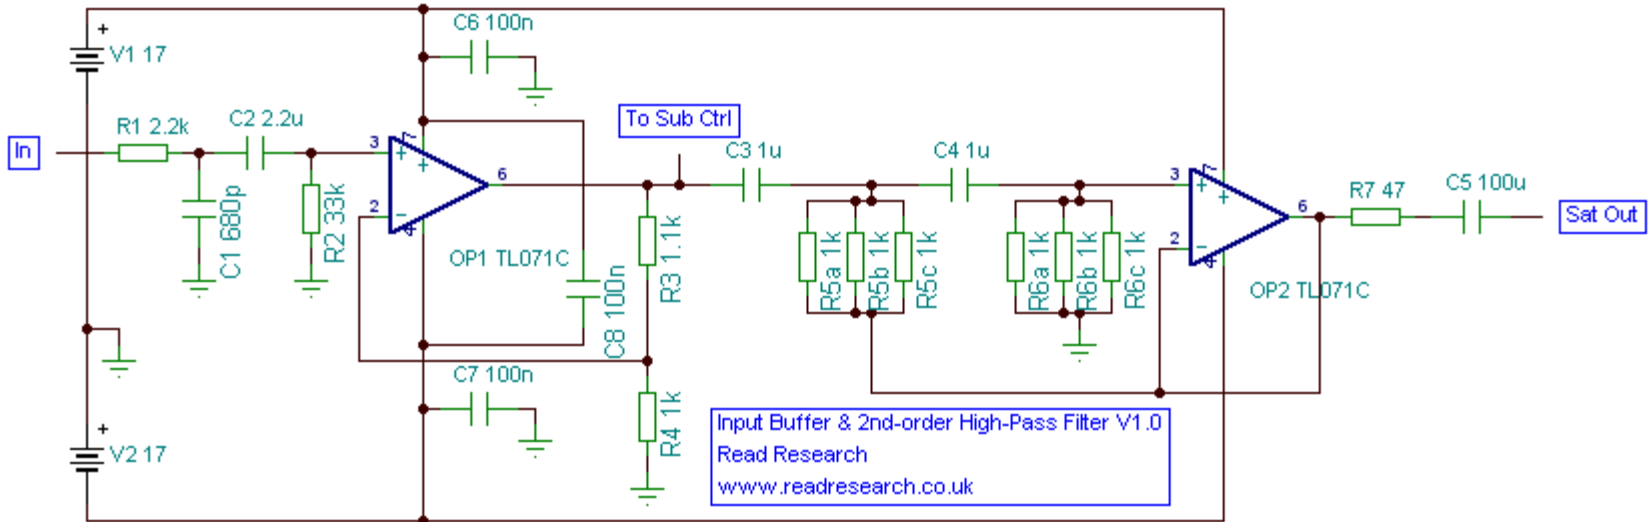 C6 100n
V1 17
R1 2.2k
C2 2.2u
To Sub Ctrl
In
3
7
6
2
4
C3 1u
C4 1u
3
7
6
2
4
R7 47
C5 100u
Sat Out
C1 680p
R2 33k
OP1 TL071C
R3 1.1k
C8 100n
R5a 1k
R5b 1k
R5c 1k
R6a 1k
R6b 1k
R6c 1k
OP2 TL071C
C7 100n
R4 1k
V2 17
Input Buffer & 2nd-order High-Pass Filter V1.0
Read Research
www.readresearch.co.uk